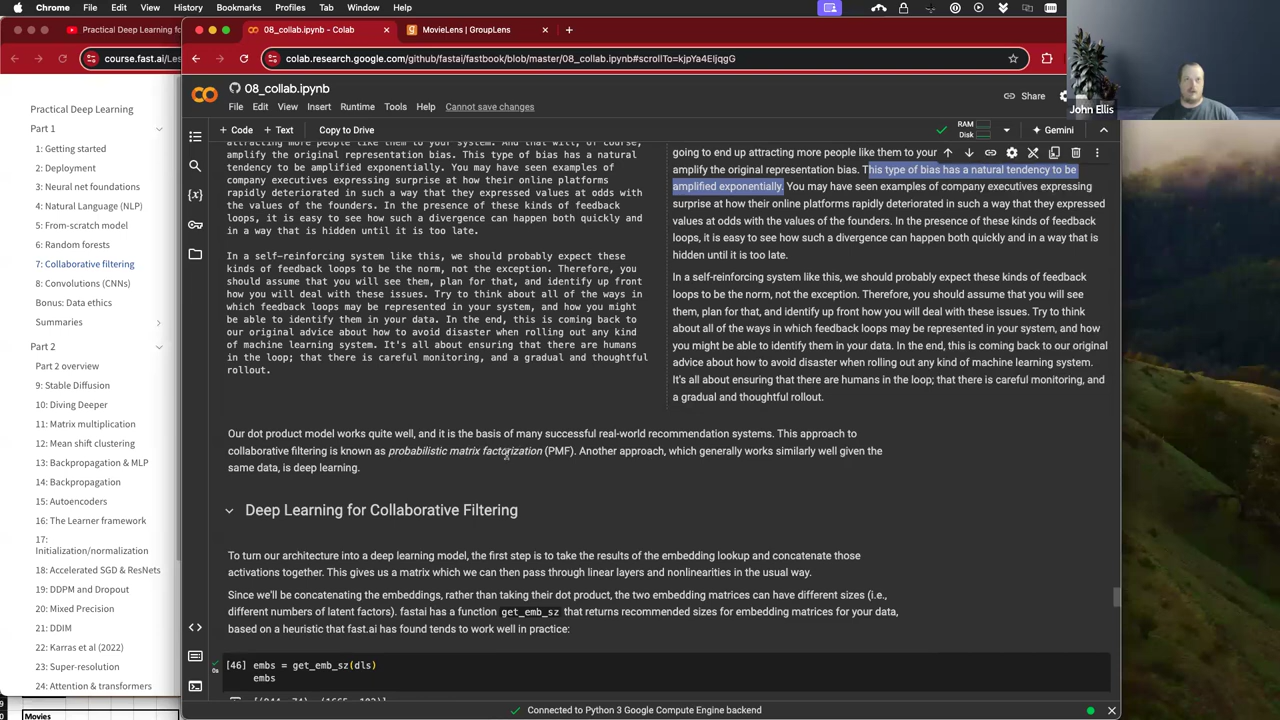 Chrome File Edit View History Bookmarks Profiles Tab Window Help
Practical Deep Learning fo
08_collab.ipynb - Colab
MovieLens | GroupLens
course.fast.ai/Les
colab.research.google.com/github/fastai/fastbook/blob/master/08_collab.ipynb#scrollTo=kjpYa4EIjqgG
John Ellis
08_collab.ipynb
File Edit View Insert Runtime Tools Help Cannot save changes
Share
+ Code + Text Copy to Drive
RAM
Disk
Gemini
Practical Deep Learning
Part 1
1: Getting started
2: Deployment
3: Neural net foundations
4: Natural Language (NLP)
5: From-scratch model
6: Random forests
7: Collaborative filtering
8: Convolutions (CNNs)
Bonus: Data ethics
Summaries
Part 2
Part 2 overview
9: Stable Diffusion
10: Diving Deeper
11: Matrix multiplication
12: Mean shift clustering
13: Backpropagation & MLP
14: Backpropagation
15: Autoencoders
16: The Learner framework
17:
Initialization/normalization
18: Accelerated SGD & ResNets
19: DDPM and Dropout
20: Mixed Precision
21: DDIM
22: Karras et al (2022)
23: Super-resolution
24: Attention & transformers
Movies
attracting more people like them to your system. And that will, of course,
amplify the original representation bias. This type of bias has a natural
tendency to be amplified exponentially. You may have seen examples of
company executives expressing surprise at how their online platforms
rapidly deteriorated in such a way that they expressed values at odds with
the values of the founders. In the presence of these kinds of feedback
loops, it is easy to see how such a divergence can happen both quickly and
in a way that is hidden until it is too late.
In a self-reinforcing system like this, we should probably expect these
kinds of feedback loops to be the norm, not the exception. Therefore, you
should assume that you will see them, plan for that, and identify up front
how you will deal with these issues. Try to think about all of the ways in
which feedback loops may be represented in your system, and how you might
be able to identify them in your data. In the end, this is coming back to
our original advice about how to avoid disaster when rolling out any kind
of machine learning system. It's all about ensuring that there are humans
in the loop; that there is careful monitoring, and a gradual and thoughtful
rollout.
going to end up attracting more people like them to your
amplify the original representation bias. This type of bias has a natural tendency to be
amplified exponentially. You may have seen examples of company executives expressing
surprise at how their online platforms rapidly deteriorated in such a way that they expressed
values at odds with the values of the founders. In the presence of these kinds of feedback
loops, it is easy to see how such a divergence can happen both quickly and in a way that is
hidden until it is too late.
In a self-reinforcing system like this, we should probably expect these kinds of feedback
loops to be the norm, not the exception. Therefore, you should assume that you will see
them, plan for that, and identify up front how you will deal with these issues. Try to think
about all of the ways in which feedback loops may be represented in your system, and how
you might be able to identify them in your data. In the end, this is coming back to our original
advice about how to avoid disaster when rolling out any kind of machine learning system.
It's all about ensuring that there are humans in the loop; that there is careful monitoring, and
a gradual and thoughtful rollout.
Our dot product model works quite well, and it is the basis of many successful real-world recommendation systems. This approach to
collaborative filtering is known as probabilistic matrix factorization (PMF). Another approach, which generally works similarly well given the
same data, is deep learning.
Deep Learning for Collaborative Filtering
To turn our architecture into a deep learning model, the first step is to take the results of the embedding lookup and concatenate those
activations together. This gives us a matrix which we can then pass through linear layers and nonlinearities in the usual way.
Since we'll be concatenating the embeddings, rather than taking their dot product, the two embedding matrices can have different sizes (i.e.,
different numbers of latent factors). fastai has a function get_emb_sz that returns recommended sizes for embedding matrices for your data,
based on a heuristic that fast.ai has found tends to work well in practice:
[46] embs = get_emb_sz(dls)
embs
0s
[(944, 74), (1665, 102)]
Connected to Python 3 Google Compute Engine backend